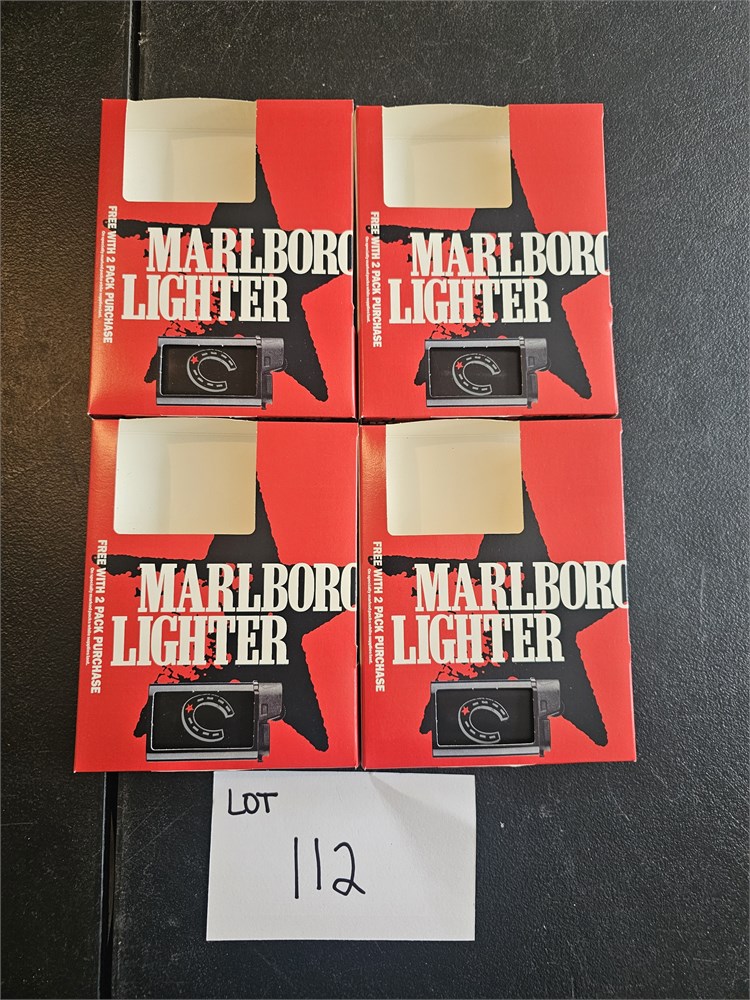 FREE WITH 2 PACK PURCHASE
MARLBORO
LIGHTER
FREE WITH 2 PACK PURCHASE
MARLBORO
LIGHTER
FREE WITH 2 PACK PURCHASE
MARLBORO
LIGHTER
FREE WITH 2 PACK PURCHASE
MARLBORO
LIGHTER
LOT
112